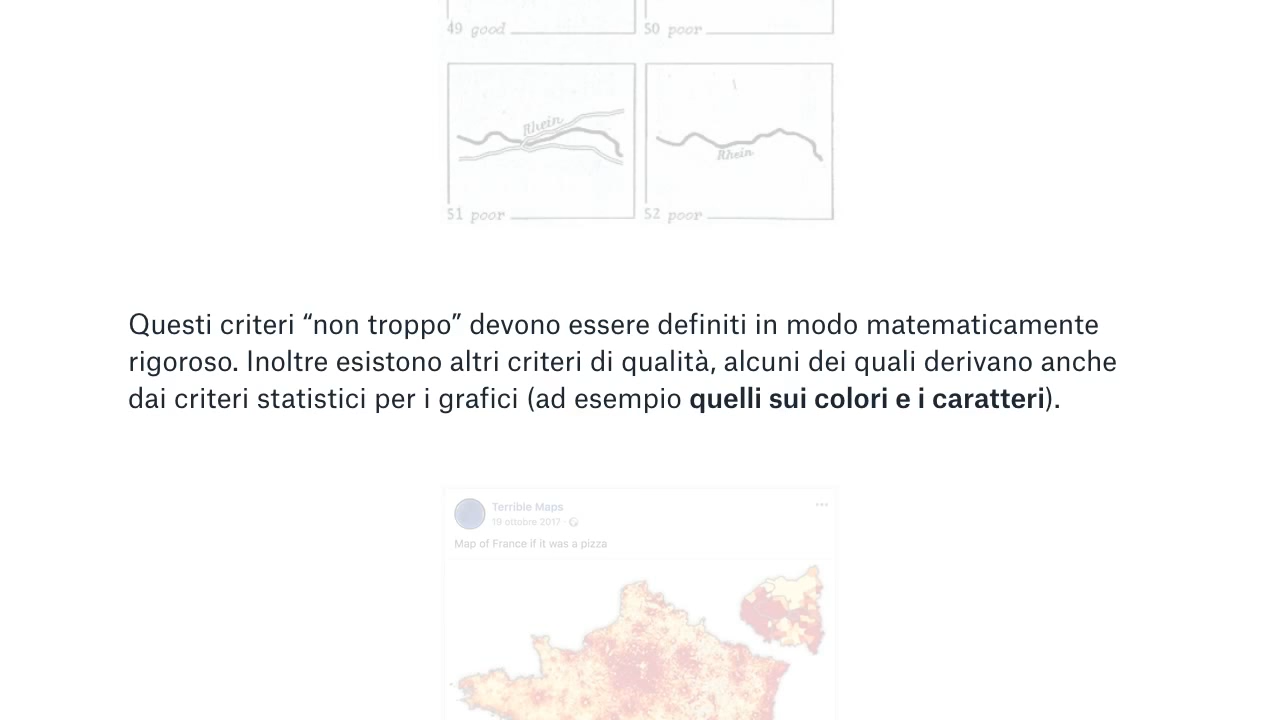 49 good
50 poor
Rhein
Rhein
51 poor
52 poor
Questi criteri “non troppo” devono essere definiti in modo matematicamente
rigoroso. Inoltre esistono altri criteri di qualità, alcuni dei quali derivano anche
dai criteri statistici per i grafici (ad esempio quelli sui colori e i caratteri).
Terrible Maps
19 ottobre 2017 ·
Map of France if it was a pizza